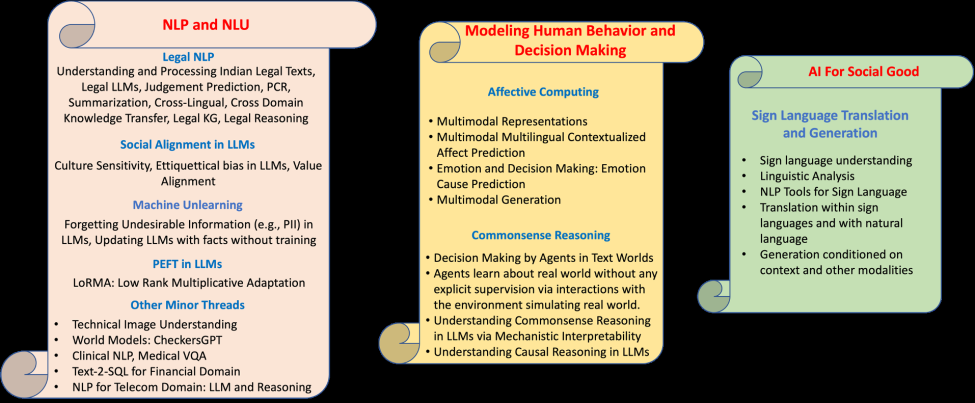 NLP and NLU
Legal NLP
Understanding and Processing Indian Legal Texts,
Legal LLMs, Judgement Prediction, PCR,
Summarization, Cross-Lingual, Cross Domain
Knowledge Transfer, Legal KG, Legal Reasoning
Social Alignment in LLMs
Culture Sensitivity, Ettiquettical bias in LLMs, Value
Alignment
Machine Unlearning
Forgetting Undesirable Information (e.g., PII) in
LLMs, Updating LLMs with facts without training
PEFT in LLMs
LoRMA: Low Rank Multiplicative Adaptation
Other Minor Threads
• Technical Image Understanding
• World Models: CheckersGPT
• Clinical NLP, Medical VQA
• Text-2-SQL for Financial Domain
• NLP for Telecom Domain: LLM and Reasoning
Modeling Human Behavior and
Decision Making
Affective Computing
• Multimodal Representations
• Multimodal Multilingual Contextualized
Affect Prediction
• Emotion and Decision Making: Emotion
Cause Prediction
• Multimodal Generation
Commonsense Reasoning
• Decision Making by Agents in Text Worlds
• Agents learn about real world without any
explicit supervision via interactions with
the environment simulating real world.
• Understanding Commonsense Reasoning
in LLMs via Mechanistic Interpretability
• Understanding Causal Reasoning in LLMs
AI For Social Good
Sign Language Translation
and Generation
• Sign language understanding
• Linguistic Analysis
• NLP Tools for Sign Language
• Translation within sign
languages and with natural
language
• Generation conditioned on
context and other modalities